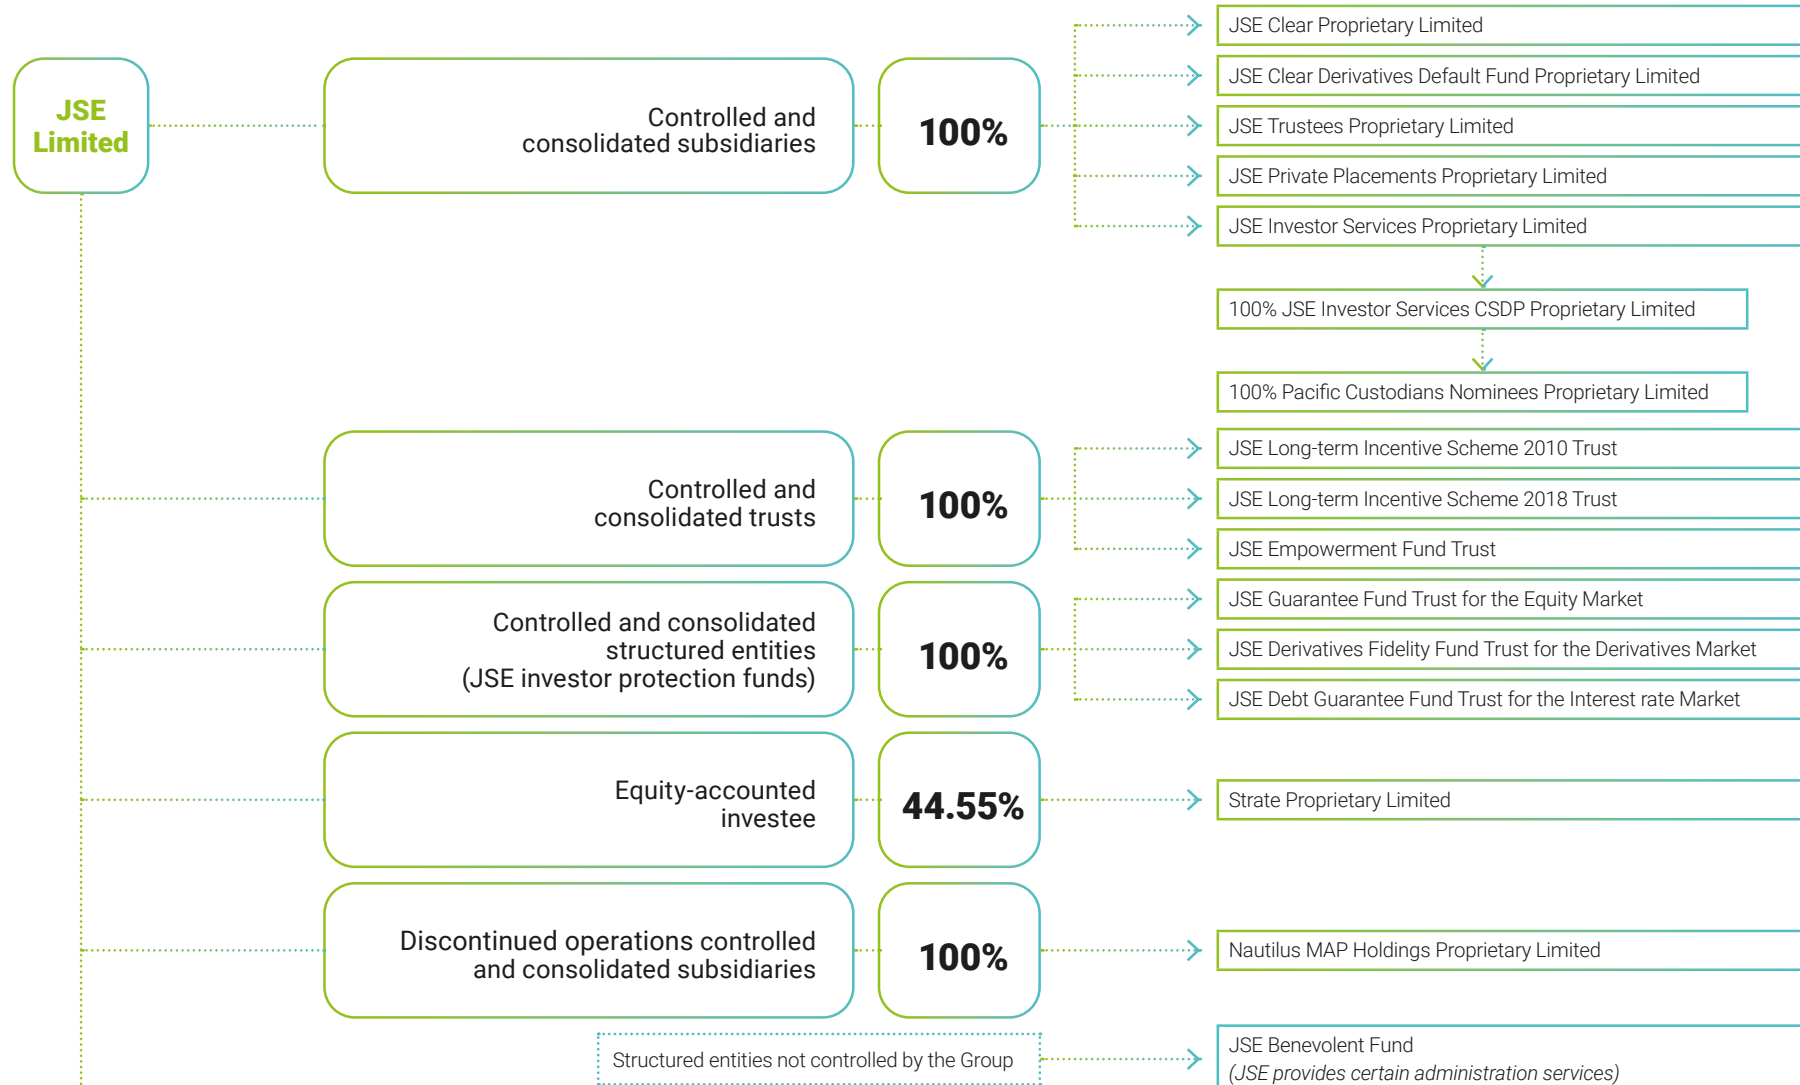 JSE
Limited
Controlled and
consolidated subsidiaries
100%
JSE Clear Proprietary Limited
JSE Clear Derivatives Default Fund Proprietary Limited
JSE Trustees Proprietary Limited
JSE Private Placements Proprietary Limited
JSE Investor Services Proprietary Limited
100% JSE Investor Services CSDP Proprietary Limited
100% Pacific Custodians Nominees Proprietary Limited
Controlled and
consolidated trusts
100%
JSE Long-term Incentive Scheme 2010 Trust
JSE Long-term Incentive Scheme 2018 Trust
JSE Empowerment Fund Trust
Controlled and consolidated
structured entities
(JSE investor protection funds)
100%
JSE Guarantee Fund Trust for the Equity Market
JSE Derivatives Fidelity Fund Trust for the Derivatives Market
JSE Debt Guarantee Fund Trust for the Interest rate Market
Equity-accounted
investee
44.55%
Strate Proprietary Limited
Discontinued operations controlled
and consolidated subsidiaries
100%
Nautilus MAP Holdings Proprietary Limited
Structured entities not controlled by the Group
JSE Benevolent Fund
(JSE provides certain administration services)